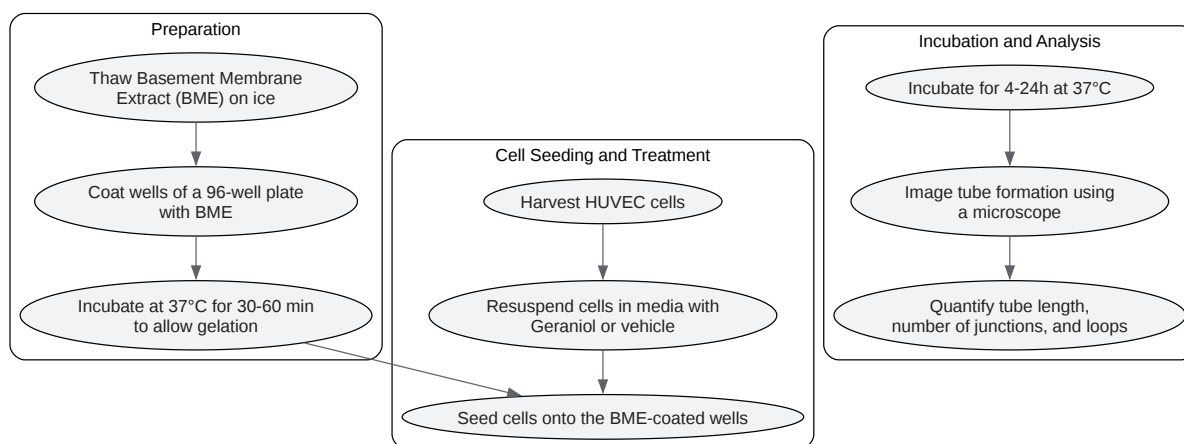 Preparation
Thaw Basement Membrane
Extract (BME) on ice
Coat wells of a 96-well plate
with BME
Incubate at 37°C for 30-60 min
to allow gelation
Cell Seeding and Treatment
Harvest HUVEC cells
Resuspend cells in media with
Geraniol or vehicle
Seed cells onto the BME-coated wells
Incubation and Analysis
Incubate for 4-24h at 37°C
Image tube formation using
a microscope
Quantify tube length,
number of junctions, and loops